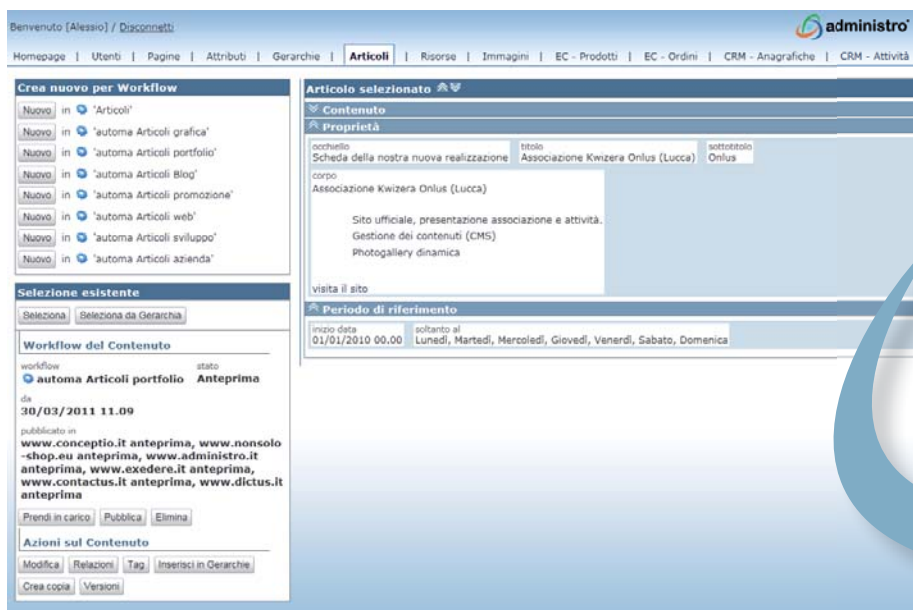 Benvenuto [Alessio] / Disconnetti
administro
Homepage | Utenti | Pagine | Attributi | Gerarchie | Articoli | Risorse | Immagini | EC - Prodotti | EC - Ordini | CRM - Anagrafiche | CRM - Attività
Crea nuovo per Workflow
Nuovo in 'Articoli'
Nuovo in 'automa Articoli grafica'
Nuovo in 'automa Articoli portfolio'
Nuovo in 'automa Articoli Blog'
Nuovo in 'automa Articoli promozione'
Nuovo in 'automa Articoli web'
Nuovo in 'automa Articoli sviluppo'
Nuovo in 'automa Articoli azienda'
Selezione esistente
Seleziona Seleziona da Gerarchia
Workflow del Contenuto
workflow stato
automa Articoli portfolio Anteprima
da
30/03/2011 11.09
pubblicato in
www.conceptio.it anteprima, www.nonsolo
-shop.eu anteprima, www.administro.it
anteprima, www.exedere.it anteprima,
www.contactus.it anteprima, www.dictus.it
anteprima
Prendi in carico Pubblica Elimina
Azioni sul Contenuto
Modifica Relazioni Tag Inserisci in Gerarchie
Crea copia Versioni
Articolo selezionato
Contenuto
Proprietà
occhiello titolo sottotitolo
Scheda della nostra nuova realizzazione Associazione Kwizera Onlus (Lucca) Onlus
corpo
Associazione Kwizera Onlus (Lucca)
Sito ufficiale, presentazione associazione e attività.
Gestione dei contenuti (CMS)
Photogallery dinamica
visita il sito
Periodo di riferimento
inizio data soltanto al
01/01/2010 00.00 Lunedì, Martedì, Mercoledì, Giovedì, Venerdì, Sabato, Domenica